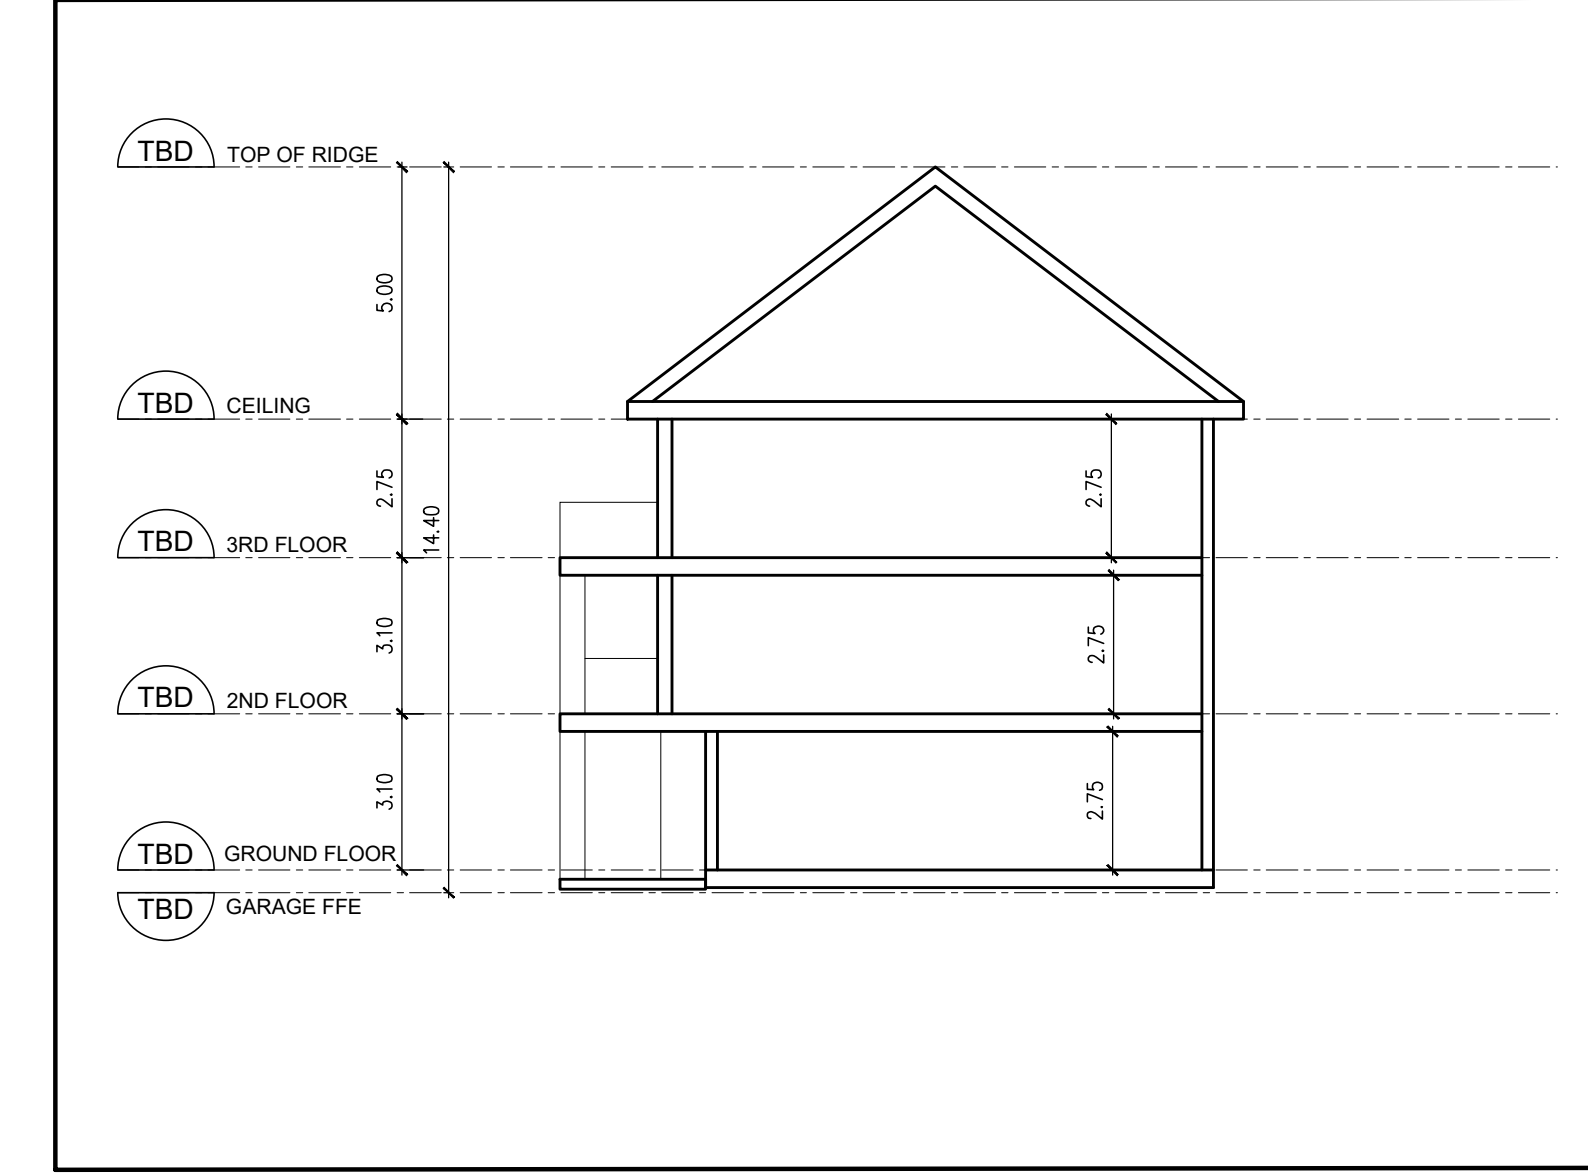 TBD TOP OF RIDGE
5.00
TBD CEILING
2.75
2.75
14.40
TBD 3RD FLOOR
3.10
2.75
TBD 2ND FLOOR
3.10
2.75
TBD GROUND FLOOR
TBD GARAGE FFE